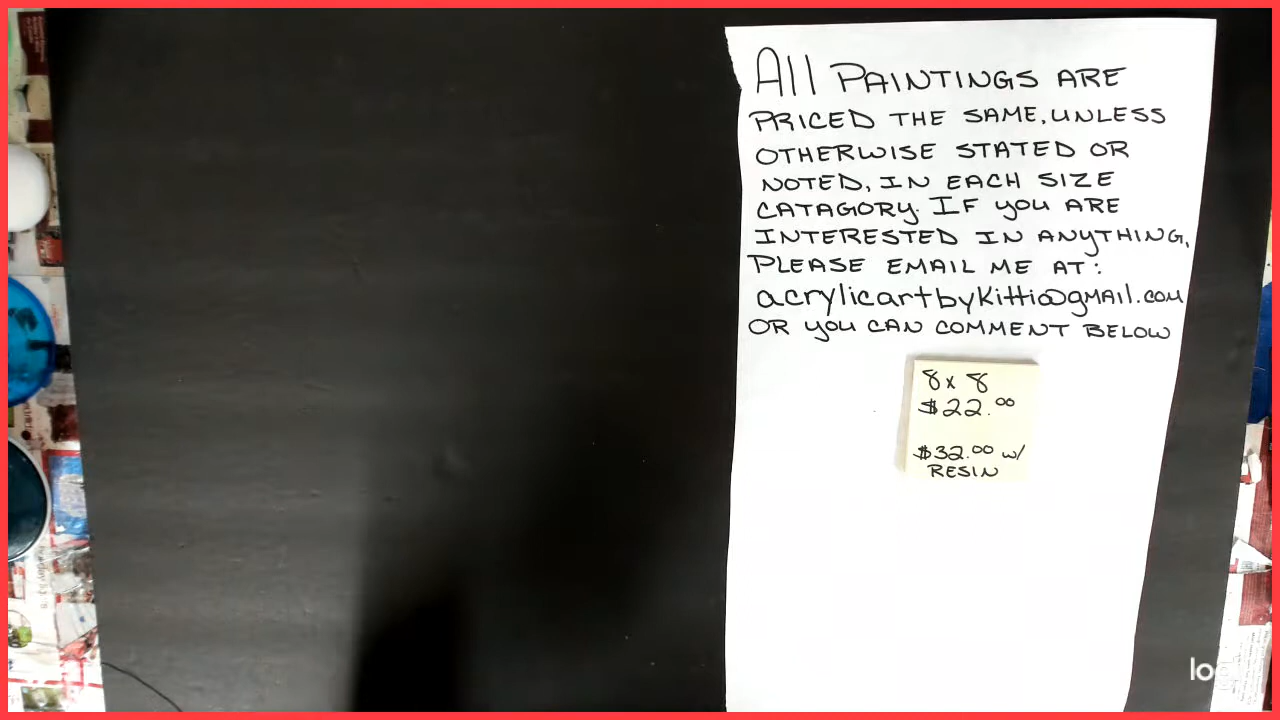 All PAINTINGS ARE
PRICED THE SAME, UNLESS
OTHERWISE STATED OR
NOTED, IN EACH SIZE
CATAGORY. IF YOU ARE
INTERESTED IN ANYTHING,
PLEASE EMAIL ME AT:
acrylicartbykitti@gmail.com
OR YOU CAN COMMENT BELOW
8 x 8
$22.00
$32.00 w/
RESIN